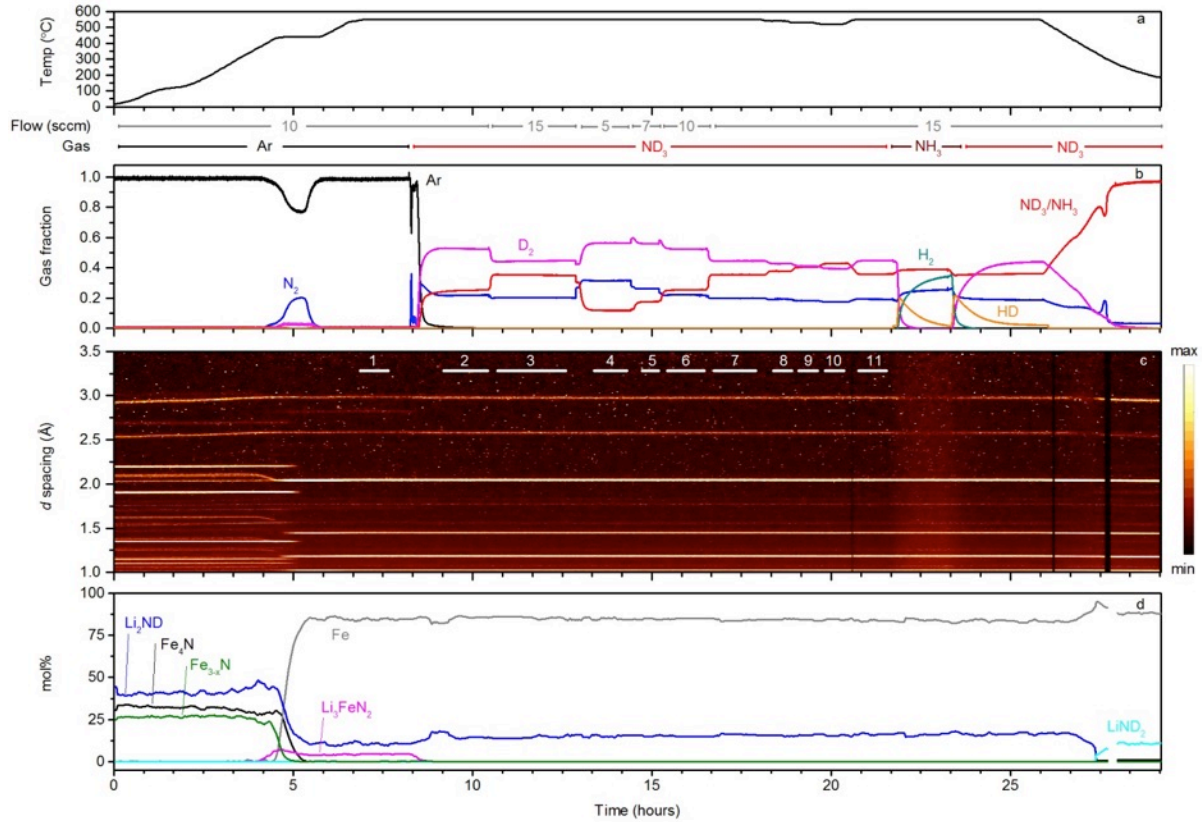 600
500
400
300
200
100
0
Temp (°C)
a
Flow (sccm)
10
15
5
7
10
15
Gas
Ar
ND3
NH3
ND3
1.0
0.8
0.6
0.4
0.2
0.0
Gas fraction
b
Ar
N2
D2
H2
HD
ND3/NH3
3.5
3.0
2.5
2.0
1.5
1.0
d spacing (Å)
1 2 3 4 5 6 7 8 9 10 11
c
max
min
100
75
50
25
0
mol%
d
Li2ND
Fe4N
Fe3-xN
Fe
Li3FeN2
LiND2
0 5 10 15 20 25
Time (hours)